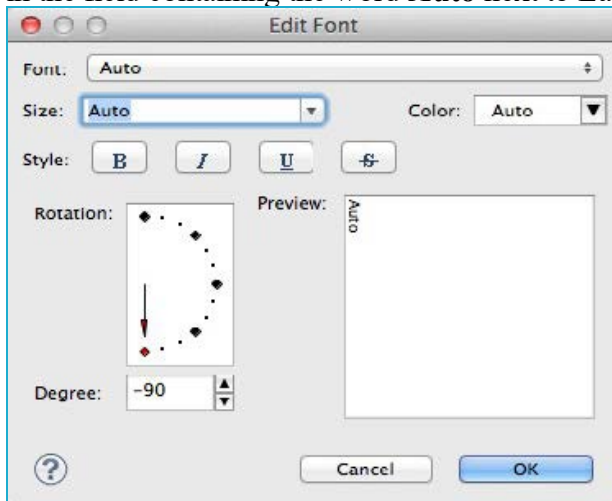 Edit Font
Font: Auto
Size: Auto Color: Auto
Style: B I U S
Rotation: Preview: Auto
Degree: -90
? Cancel OK